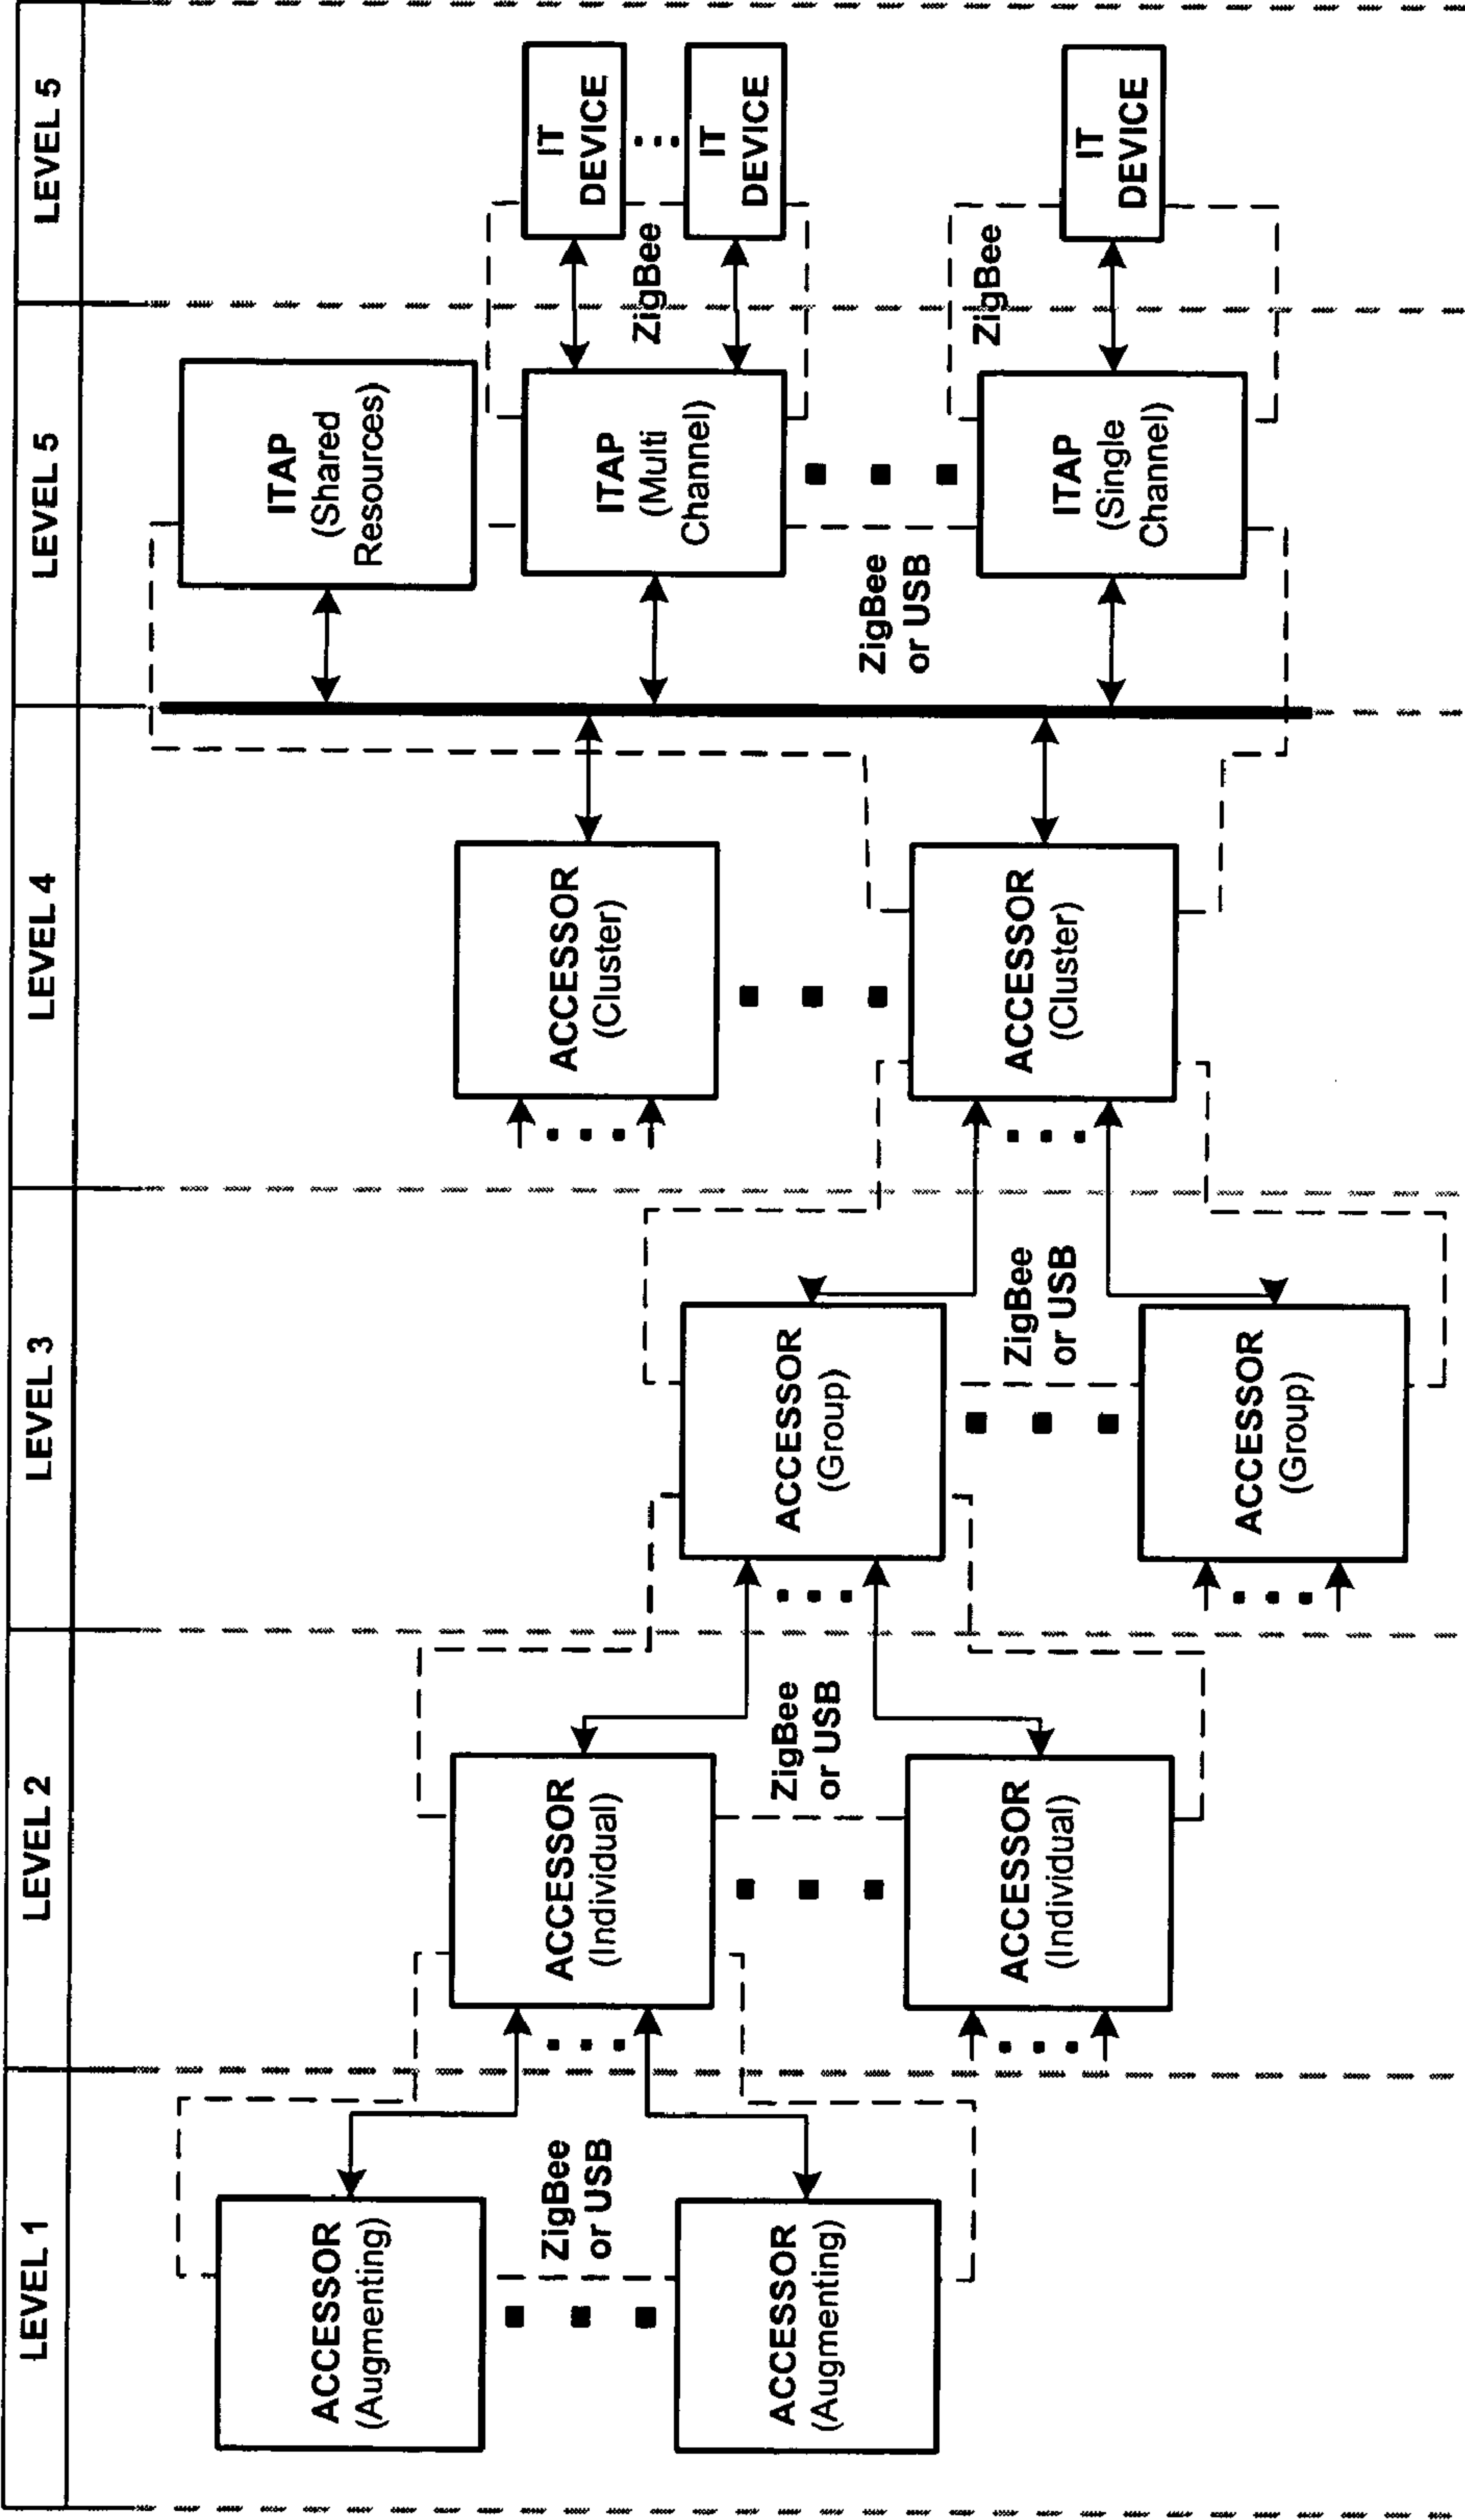 LEVEL 1
LEVEL 2
LEVEL 3
LEVEL 4
LEVEL 5
LEVEL 5
ACCESSOR
(Augmenting)
ZigBee
or USB
ACCESSOR
(Augmenting)
ACCESSOR
(Individual)
ZigBee
or USB
ACCESSOR
(Individual)
ACCESSOR
(Group)
ZigBee
or USB
ACCESSOR
(Group)
ACCESSOR
(Cluster)
ACCESSOR
(Cluster)
ITAP
(Shared
Resources)
ITAP
(Multi
Channel)
ZigBee
or USB
ITAP
(Single
Channel)
IT
DEVICE
ZigBee
IT
DEVICE
ZigBee
IT
DEVICE